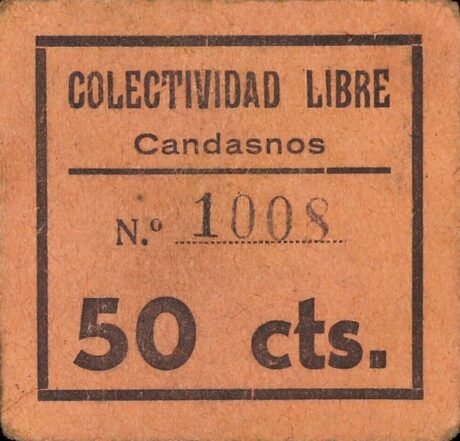 COLECTIVIDAD LIBRE
Candasnos
N.º 1008
50 cts.